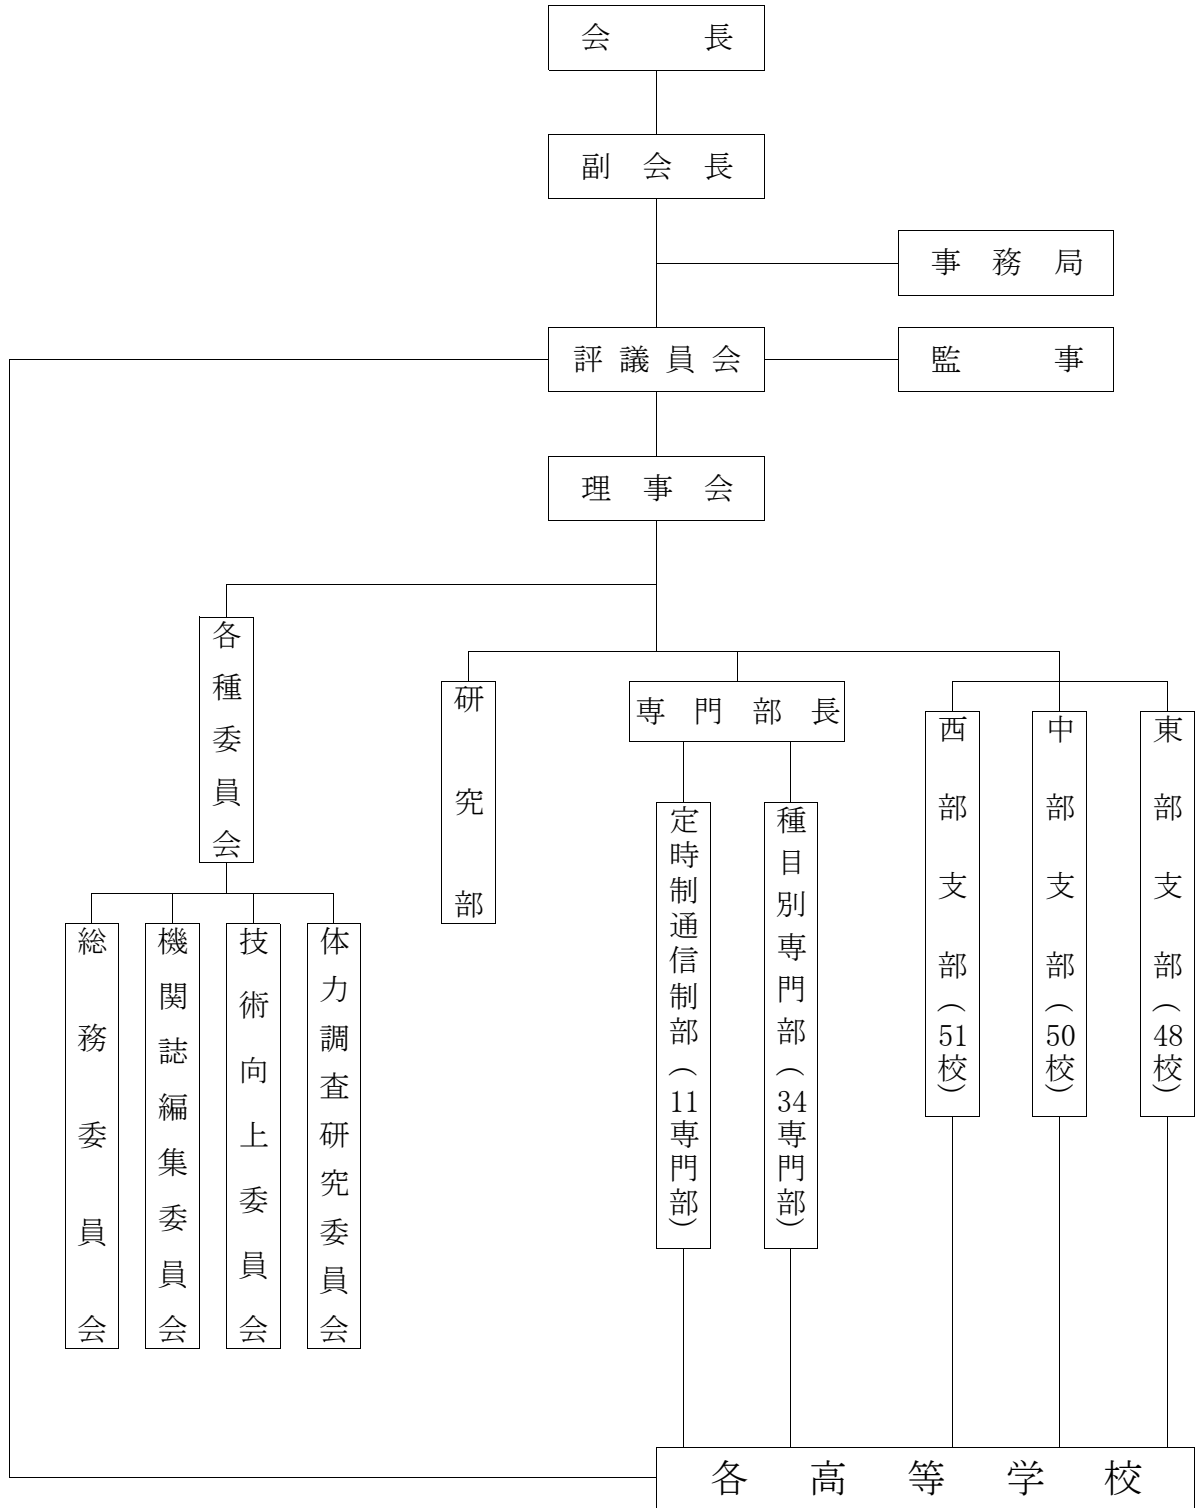 会長
副会長
事務局
評議員会
監事
理事会
各種委員会
研究部
専門部長
西部支部(51校)
中部支部(50校)
東部支部(48校)
定時制通信制部(11専門部)
種目別専門部(34専門部)
総務委員会
機関誌編集委員会
技術向上委員会
体力調査研究委員会
各高等学校